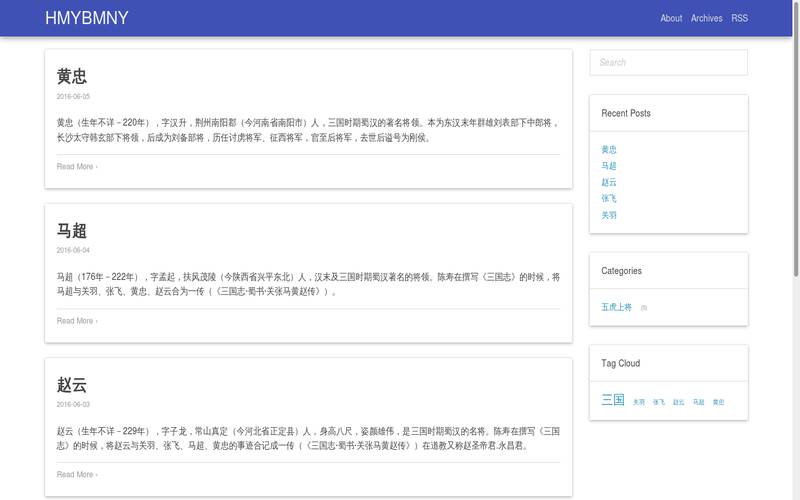 HMYBMNY
About Archives RSS
黄忠
2016-06-05
黄忠（生年不详－220年），字汉升，荆州南阳郡（今河南省南阳市）人，三国时期蜀汉的著名将领。本为东汉末年群雄刘表部下中郎将，
长沙太守韩玄部下将领，后成为刘备部将，历任讨虏将军、征西将军，官至后将军，去世后谥号为刚侯。
Read More ›
马超
2016-06-04
马超（176年－222年），字孟起，扶风茂陵（今陕西省兴平东北）人，汉末及三国时期蜀汉著名的将领。陈寿在撰写《三国志》的时候，将
马超与关羽、张飞、黄忠、赵云合为一传（《三国志·蜀书·关张马黄赵传》）。
Read More ›
赵云
2016-06-03
赵云（生年不详－229年），字子龙，常山真定（今河北省正定县）人，身高八尺，姿颜雄伟，是三国时期蜀汉的名将。陈寿在撰写《三国
志》的时候，将赵云与关羽、张飞、马超、黄忠的事迹合记成一传（《三国志·蜀书·关张马黄赵传》）在道教又称赵圣帝君.永昌君。
Read More ›
Search
Recent Posts
黄忠
马超
赵云
张飞
关羽
Categories
五虎上将 (5)
Tag Cloud
三国 关羽 张飞 赵云 马超 黄忠